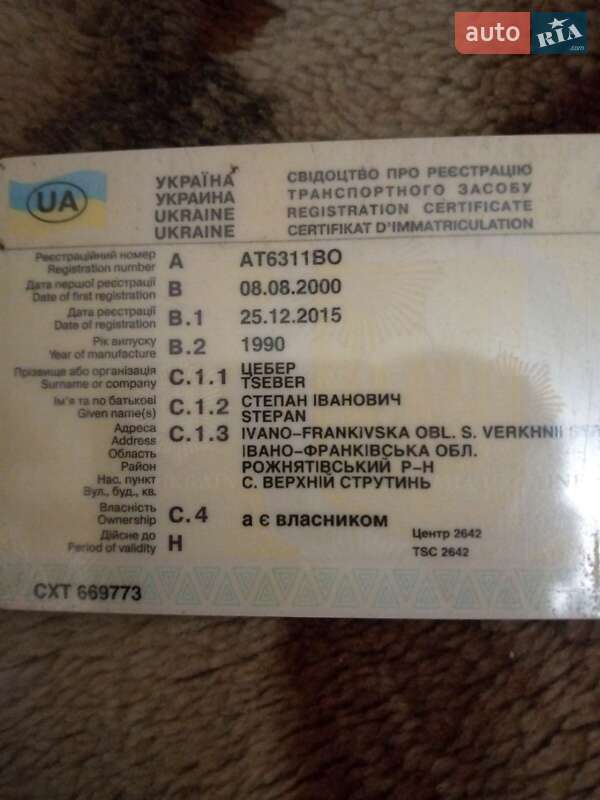 auto RIA.com
УКРАЇНА
УКРАИНА
UKRAINE
UKRAINE
СВІДОЦТВО ПРО РЕЄСТРАЦІЮ
ТРАНСПОРТНОГО ЗАСОБУ
REGISTRATION CERTIFICATE
CERTIFIKAT D'IMMATRICULATION
UA
Реєстраційний номер
Registration number A AT6311BO
Дата першої реєстрації
Date of first registration B 08.08.2000
Дата реєстрації
Date of registration B.1 25.12.2015
Рік випуску
Year of manufacture B.2 1990
Прізвище або організація
Surname or company C.1.1 ЦЕБЕР
TSEBER
Ім'я та по батькові
Given name(s) C.1.2 СТЕПАН ІВАНОВИЧ
STEPAN
Адреса
Address C.1.3 IVANO-FRANKIVSKA OBL. S. VERKHNII
Область ІВАНО-ФРАНКІВСЬКА ОБЛ.
Район РОЖНЯТІВСЬКИЙ Р-Н
Нас. пункт С. ВЕРХНІЙ СТРУТИНЬ
Вул., буд., кв.
Власність
Ownership C.4 а є власником
Дійсне до
Period of validity H
Центр 2642
TSC 2642
СХТ 669773